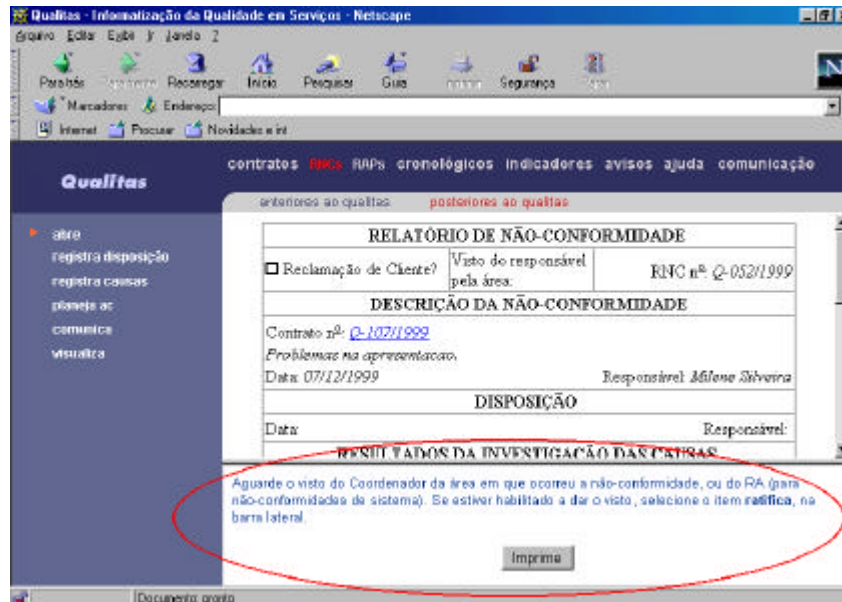 Qualitas - Informatização da Qualidade em Serviços - Netscape
Arquivo Editar Exibir Ir Janela ?
Para trás Recarregar Início Pesquisar Guia Segurança
Marcadores Endereço:
Internet Procurar Novidades e int
Qualitas
contratos RNCs RAPs cronológicos indicadores avisos ajuda comunicação
anteriores ao qualitas posteriores ao qualitas
abre
registra disposição
registra causas
planeja ac
comunica
visualiza
RELATÓRIO DE NÃO-CONFORMIDADE
Reclamação de Cliente? Visto do responsável pela área: RNC nº: Q-052/1999
DESCRIÇÃO DA NÃO-CONFORMIDADE
Contrato nº: Q-107/1999
Problemas na apresentacao.
Data: 07/12/1999 Responsável: Milene Silveira
DISPOSIÇÃO
Data: Responsável:
RESULTADOS DA INVESTIGAÇÃO DAS CAUSAS
Aguarde o visto do Coordenador da área em que ocorreu a não-conformidade, ou do RA (para
não-conformidades de sistema). Se estiver habilitado a dar o visto, selecione o item ratifica, na
barra lateral.
Imprime
Documento: pronto